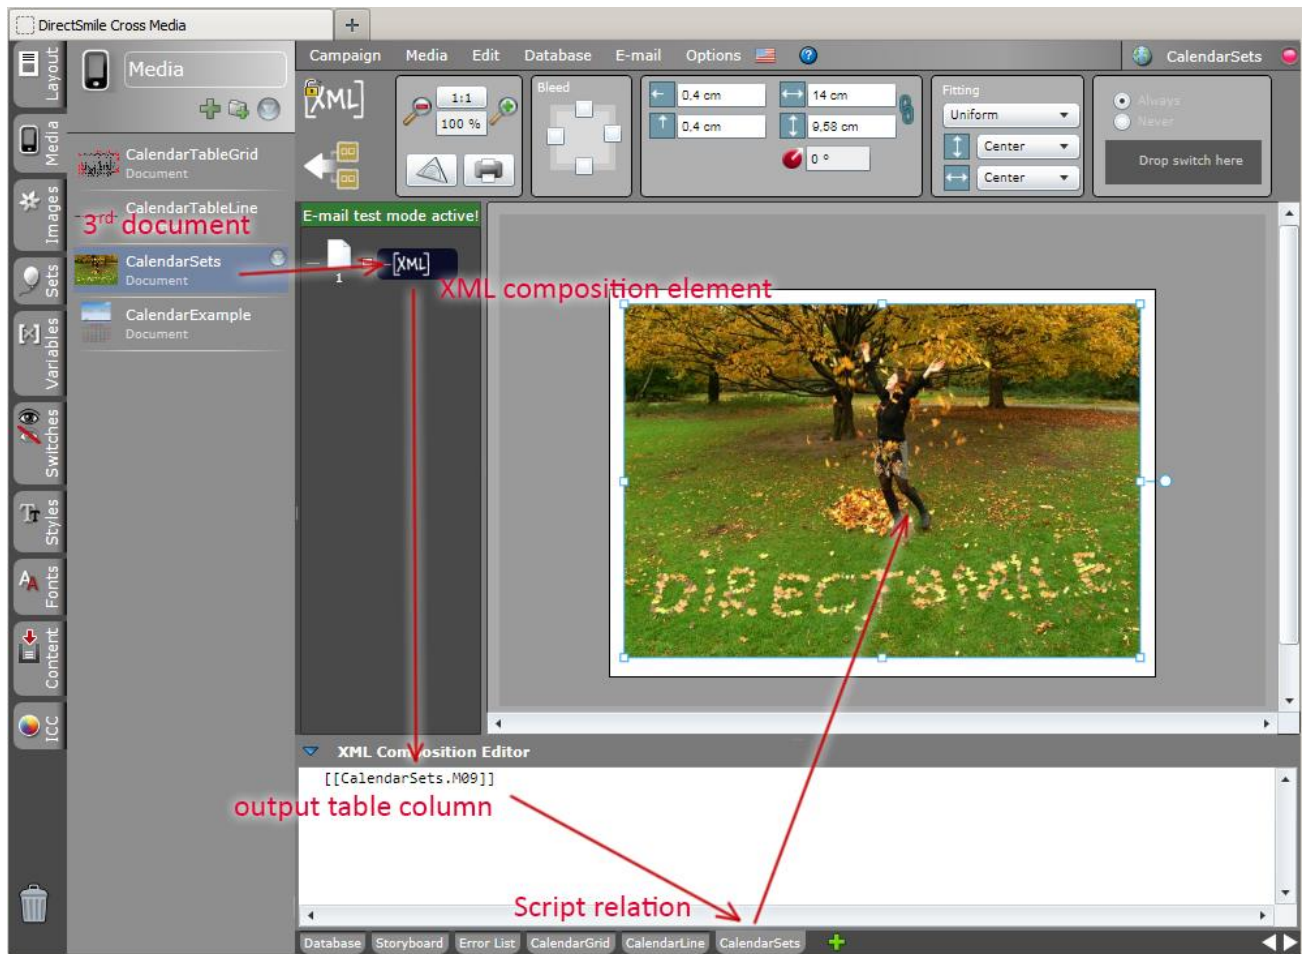 DirectSmile Cross Media
+
Campaign Media Edit Database E-mail Options ? CalendarSets
Layout
Media
Images
Sets
[×] Variables
Switches
Tt Styles
AA Fonts
Content
ICC
Media
CalendarTableGrid
Document
CalendarTableLine
3rd document
CalendarSets
Document
CalendarExample
Document
[XML]
1:1
100 %
Bleed
0,4 cm
0,4 cm
14 cm
9,58 cm
0 °
Fitting
Uniform
Center
Center
Always
Never
Drop switch here
E-mail test mode active!
1
[XML]
XML composition element
DIRECTSMILE
XML Composition Editor
[[CalendarSets.M09]]
output table column
Script relation
Database Storyboard Error List CalendarGrid CalendarLine CalendarSets